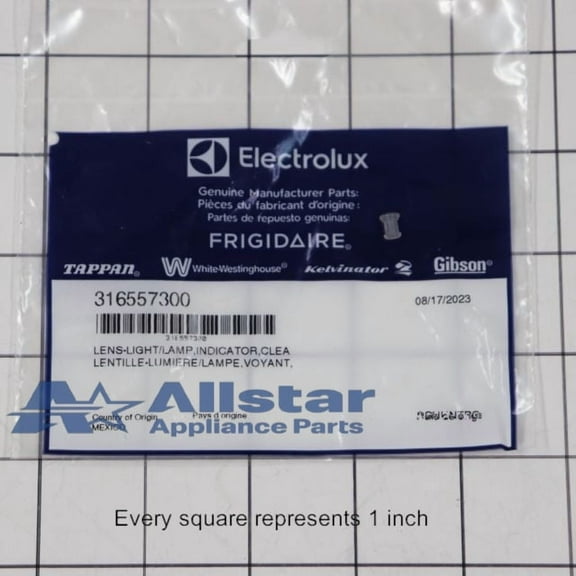 Electrolux
Genuine Manufacturer Parts:
Pièces du fabricant d'origine:
Partes de repuesto genuinas:
FRIGIDAIRE®
TAPPAN® White-Westinghouse® Kelvinator Gibson®
316557300 08/17/2023
316557300
LENS-LIGHT/LAMP,INDICATOR,CLEA
LENTILLE-LUMIERE/LAMPE,VOYANT,
Allstar
Country of Origin Pays d origine
Appliance Parts
MEXICO
Every square represents 1 inch